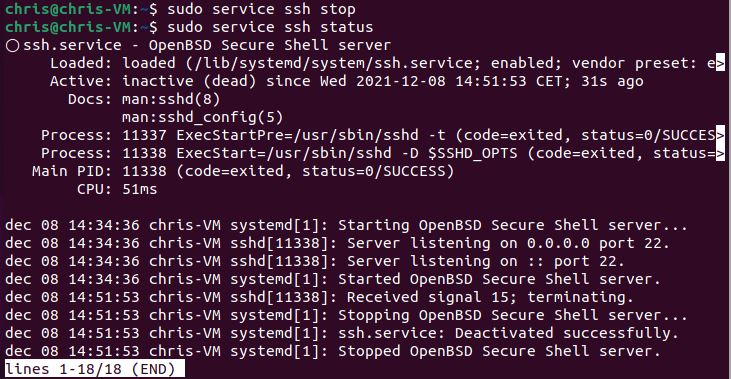 chris@chris-VM:~$ sudo service ssh stop
chris@chris-VM:~$ sudo service ssh status
○ ssh.service - OpenBSD Secure Shell server
     Loaded: loaded (/lib/systemd/system/ssh.service; enabled; vendor preset: e>
     Active: inactive (dead) since Wed 2021-12-08 14:51:53 CET; 31s ago
       Docs: man:sshd(8)
             man:sshd_config(5)
    Process: 11337 ExecStartPre=/usr/sbin/sshd -t (code=exited, status=0/SUCCES>
    Process: 11338 ExecStart=/usr/sbin/sshd -D $SSHD_OPTS (code=exited, status=>
   Main PID: 11338 (code=exited, status=0/SUCCESS)
        CPU: 51ms

dec 08 14:34:36 chris-VM systemd[1]: Starting OpenBSD Secure Shell server...
dec 08 14:34:36 chris-VM sshd[11338]: Server listening on 0.0.0.0 port 22.
dec 08 14:34:36 chris-VM sshd[11338]: Server listening on :: port 22.
dec 08 14:34:36 chris-VM systemd[1]: Started OpenBSD Secure Shell server.
dec 08 14:51:53 chris-VM sshd[11338]: Received signal 15; terminating.
dec 08 14:51:53 chris-VM systemd[1]: Stopping OpenBSD Secure Shell server...
dec 08 14:51:53 chris-VM systemd[1]: ssh.service: Deactivated successfully.
dec 08 14:51:53 chris-VM systemd[1]: Stopped OpenBSD Secure Shell server.
lines 1-18/18 (END)